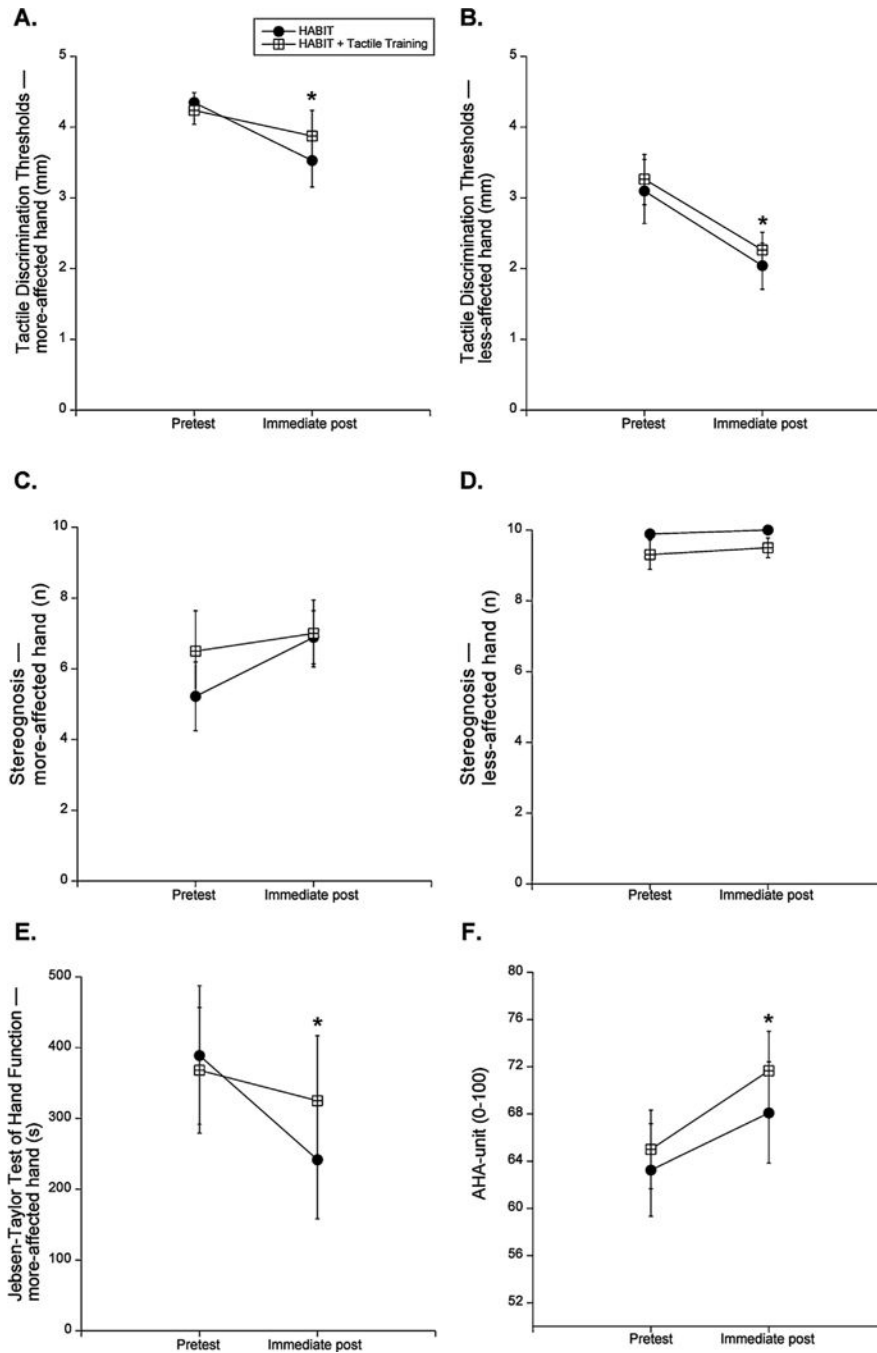 A.
HABIT
HABIT + Tactile Training
Tactile Discrimination Thresholds —
more-affected hand (mm)
5
4
3
2
1
0
*
Pretest
Immediate post
B.
Tactile Discrimination Thresholds —
less-affected hand (mm)
5
4
3
2
1
0
*
Pretest
Immediate post
C.
Stereognosis —
more-affected hand (n)
10
8
6
4
2
0
Pretest
Immediate post
D.
Stereognosis —
less-affected hand (n)
10
8
6
4
2
0
Pretest
Immediate post
E.
Jebsen-Taylor Test of Hand Function —
more-affected hand (s)
500
400
300
200
100
0
*
Pretest
Immediate post
F.
AHA-unit (0-100)
80
76
72
68
64
60
56
52
*
Pretest
Immediate post